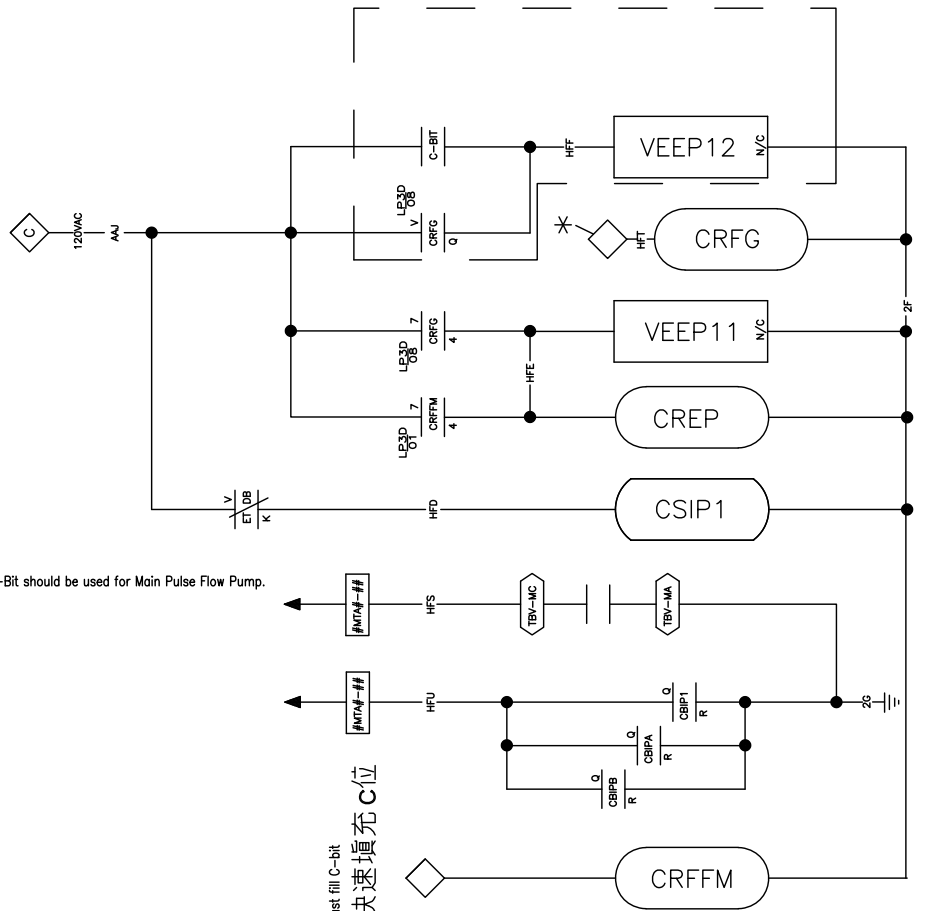 C-BIT
HFF
VEEP12
N/C
LP3D
08
C
120VAC
AAJ
V
CRFG
Q
HFT
CRFG
2F
7
CRFG
4
LP3D
08
VEEP11
N/C
HFE
7
CRFFM
4
LP3D
01
CREP
V
ET DB
K
HFD
CSIP1
-Bit should be used for Main Pulse Flow Pump.
#MTA#-##
HFS
TBV-MC
TBV-MA
#MTA#-##
HFU
Q
CBIP1
R
2G
Q
CBIPA
R
Q
CBIPB
R
st fill C-bit
速填充 C位
CRFFM